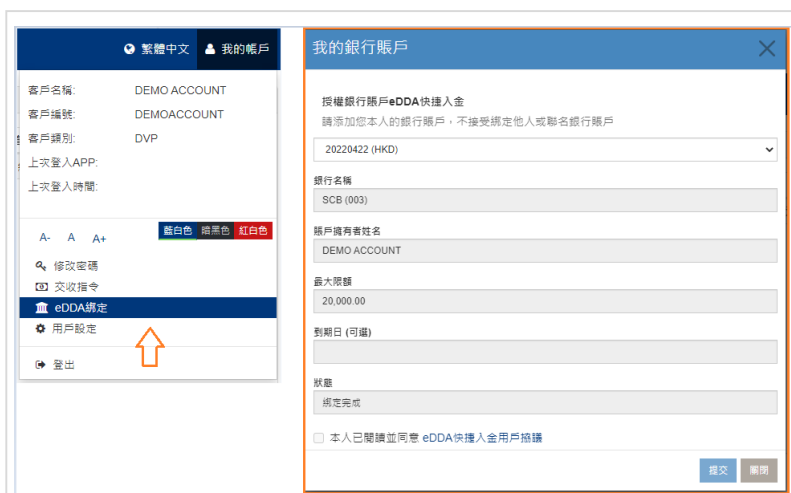 繁體中文 我的帳戶
客戶名稱: DEMO ACCOUNT
客戶編號: DEMOACCOUNT
客戶類別: DVP
上次登入APP:
上次登入時間:
A- A A+ 藍白色 暗黑色 紅白色
修改密碼
交收指令
eDDA綁定
用戶設定
登出
我的銀行賬戶
授權銀行賬戶eDDA快捷入金
請添加您本人的銀行賬戶，不接受綁定他人或聯名銀行賬戶
20220422 (HKD)
銀行名稱
SCB (003)
賬戶擁有者姓名
DEMO ACCOUNT
最大限額
20,000.00
到期日 (可選)
狀態
綁定完成
本人已閱讀並同意 eDDA快捷入金用戶協議
提交 關閉